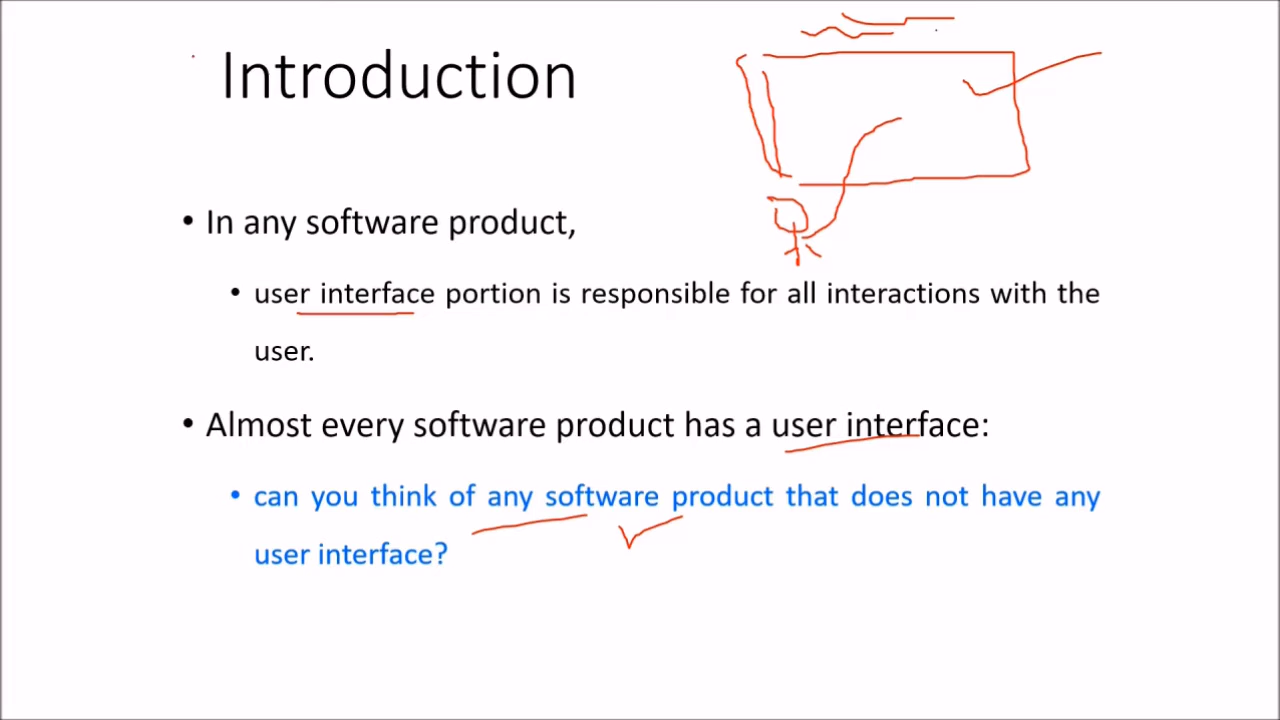 Introduction
• In any software product,
• user interface portion is responsible for all interactions with the
user.
• Almost every software product has a user interface:
• can you think of any software product that does not have any
user interface?